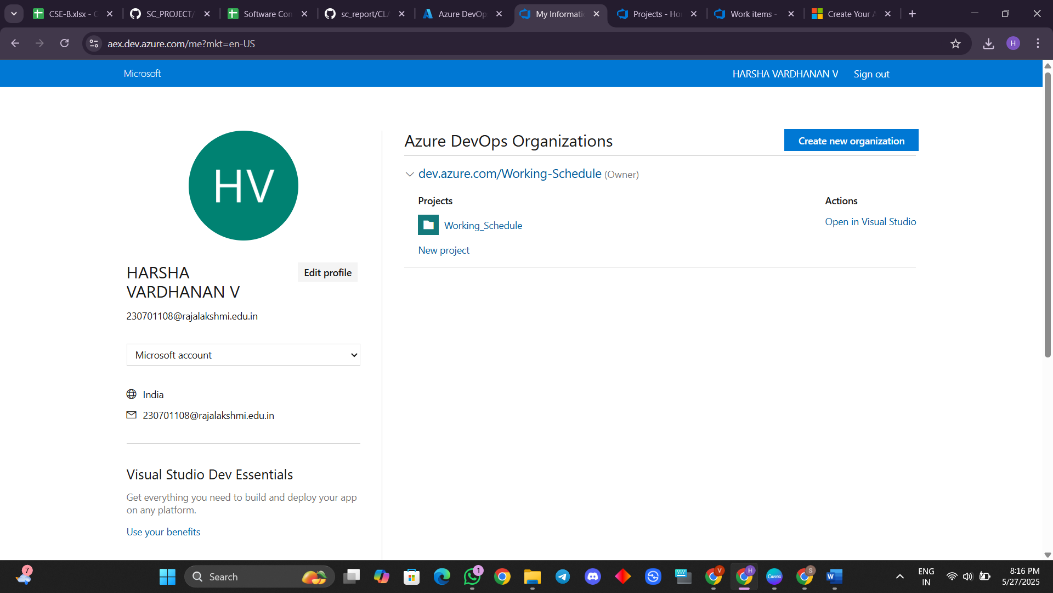 CSE-B.xlsx - G
SC_PROJECT/
Software Con
sc_report/CL
Azure DevOp
My Informati
Projects - Ho
Work items -
Create Your A
aex.dev.azure.com/me?mkt=en-US
H
Microsoft
HARSHA VARDHANAN V
Sign out
HV
Azure DevOps Organizations
Create new organization
dev.azure.com/Working-Schedule (Owner)
Projects
Actions
Working_Schedule
Open in Visual Studio
New project
HARSHA
VARDHANAN V
Edit profile
230701108@rajalakshmi.edu.in
Microsoft account
India
230701108@rajalakshmi.edu.in
Visual Studio Dev Essentials
Get everything you need to build and deploy your app
on any platform.
Use your benefits
Search
ENG
IN
8:16 PM
5/27/2025